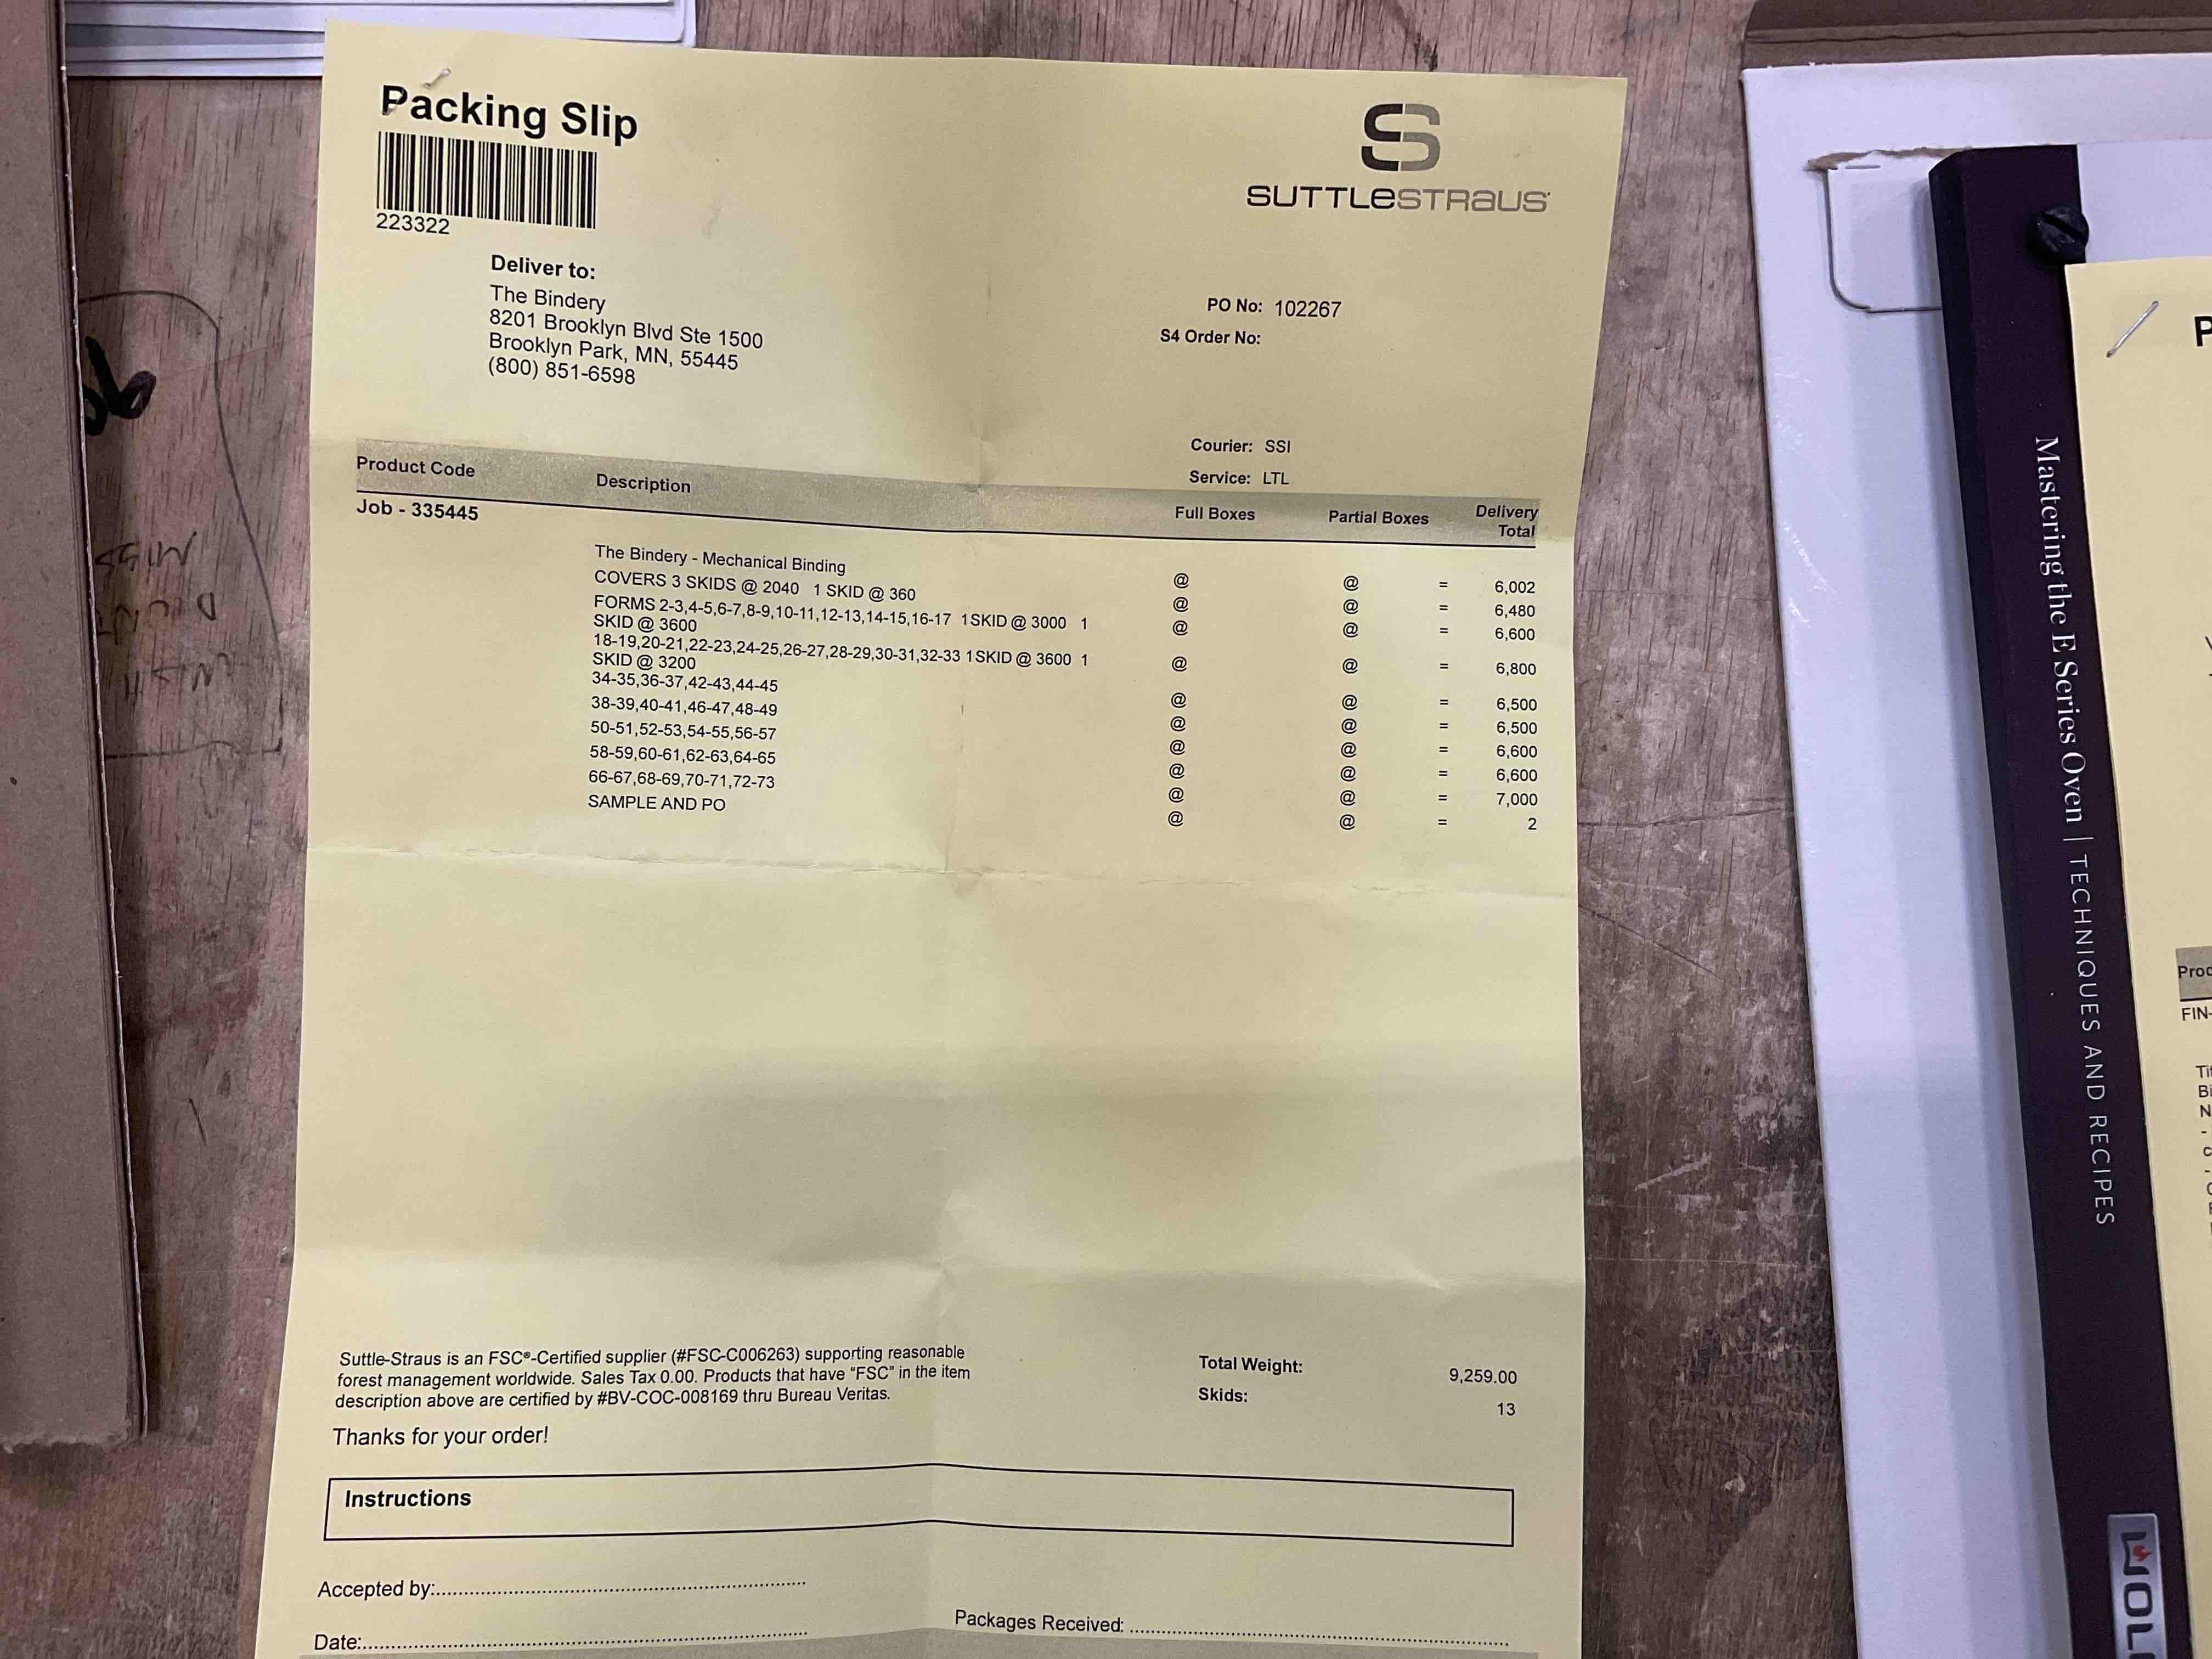 Packing Slip
223322
SUTTLESTRAUS
Deliver to:
The Bindery
8201 Brooklyn Blvd Ste 1500
Brooklyn Park, MN, 55445
(800) 851-6598
PO No: 102267
S4 Order No:
Courier: SSI
Service: LTL
Product Code Description Full Boxes Partial Boxes Delivery Total
Job - 335445
The Bindery - Mechanical Binding @ @ = 6,002
COVERS 3 SKIDS @ 2040 1 SKID @ 360 @ @ = 6,480
FORMS 2-3,4-5,6-7,8-9,10-11,12-13,14-15,16-17 1SKID @ 3000 1 @ @ = 6,600
SKID @ 3600
18-19,20-21,22-23,24-25,26-27,28-29,30-31,32-33 1SKID @ 3600 1 @ @ = 6,800
SKID @ 3200
34-35,36-37,42-43,44-45 @ @ = 6,500
38-39,40-41,46-47,48-49 @ @ = 6,500
50-51,52-53,54-55,56-57 @ @ = 6,600
58-59,60-61,62-63,64-65 @ @ = 6,600
66-67,68-69,70-71,72-73 @ @ = 7,000
SAMPLE AND PO @ @ = 2
Suttle-Straus is an FSC®-Certified supplier (#FSC-C006263) supporting reasonable
forest management worldwide. Sales Tax 0.00. Products that have "FSC" in the item
description above are certified by #BV-COC-008169 thru Bureau Veritas.
Thanks for your order!
Total Weight: 9,259.00
Skids: 13
Instructions
Accepted by:
Date:
Packages Received:
Mastering the E Series Oven | TECHNIQUES AND RECIPES
FIN-